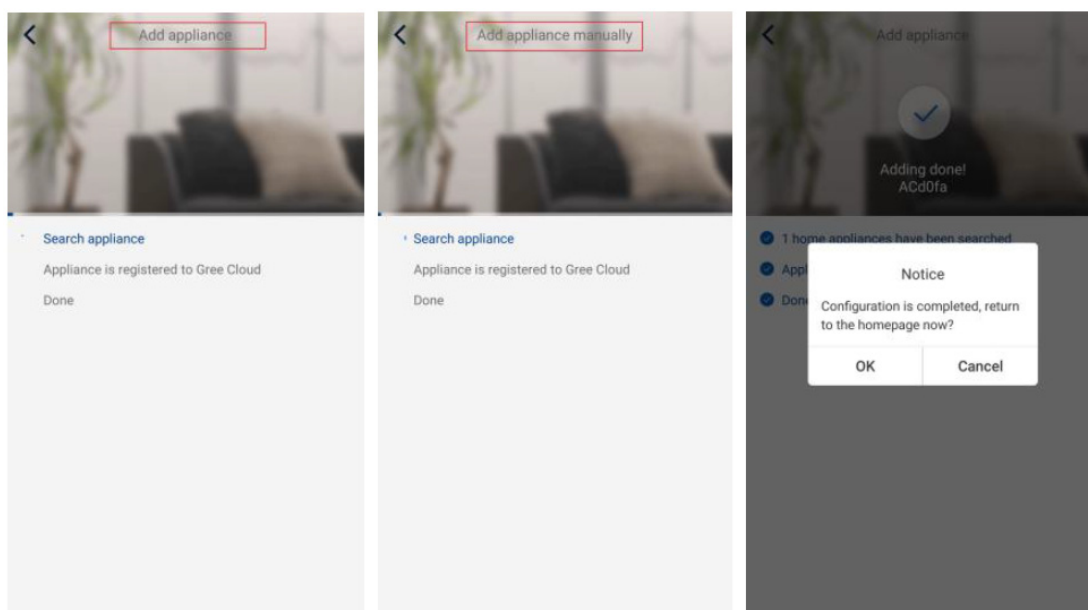 Add appliance
Search appliance
Appliance is registered to Gree Cloud
Done
Add appliance manually
Search appliance
Appliance is registered to Gree Cloud
Done
Add appliance
Adding done!
ACd0fa
1 home appliances have been searched
Appl
Done
Notice
Configuration is completed, return
to the homepage now?
OK
Cancel